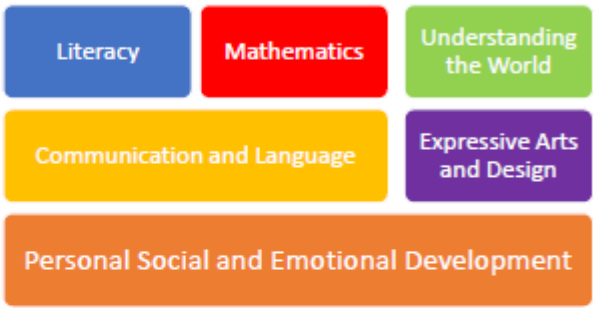 Literacy
Mathematics
Understanding
the World
Communication and Language
Expressive Arts
and Design
Personal Social and Emotional Development